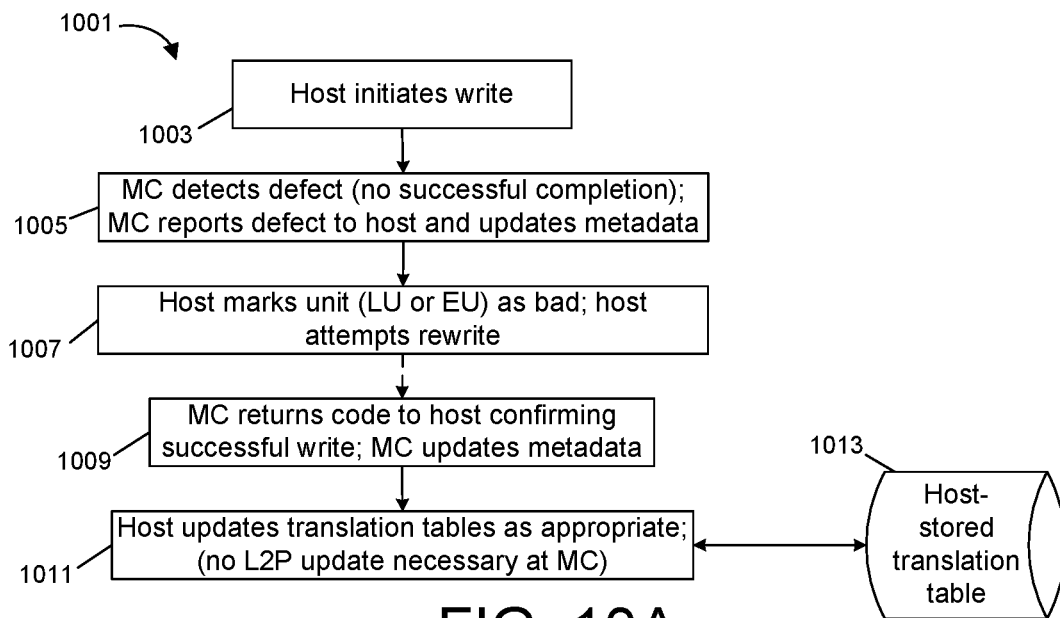 1001
Host initiates write
1003
MC detects defect (no successful completion);
MC reports defect to host and updates metadata
1005
Host marks unit (LU or EU) as bad; host
attempts rewrite
1007
MC returns code to host confirming
successful write; MC updates metadata
1009
1013
Host-
stored
translation
table
Host updates translation tables as appropriate;
(no L2P update necessary at MC)
1011
FIG. 10A